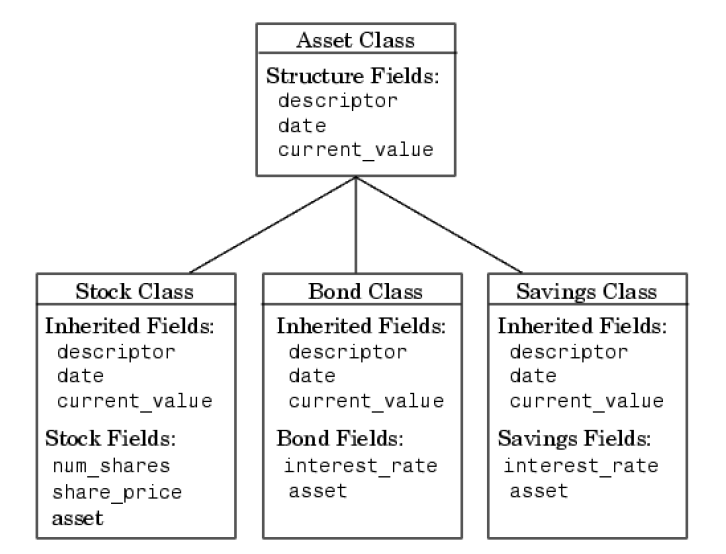 Asset Class
Structure Fields:
descriptor
date
current_value
Stock Class
Inherited Fields:
descriptor
date
current_value
Stock Fields:
num_shares
share_price
asset
Bond Class
Inherited Fields:
descriptor
date
current_value
Bond Fields:
interest_rate
asset
Savings Class
Inherited Fields:
descriptor
date
current_value
Savings Fields:
interest_rate
asset